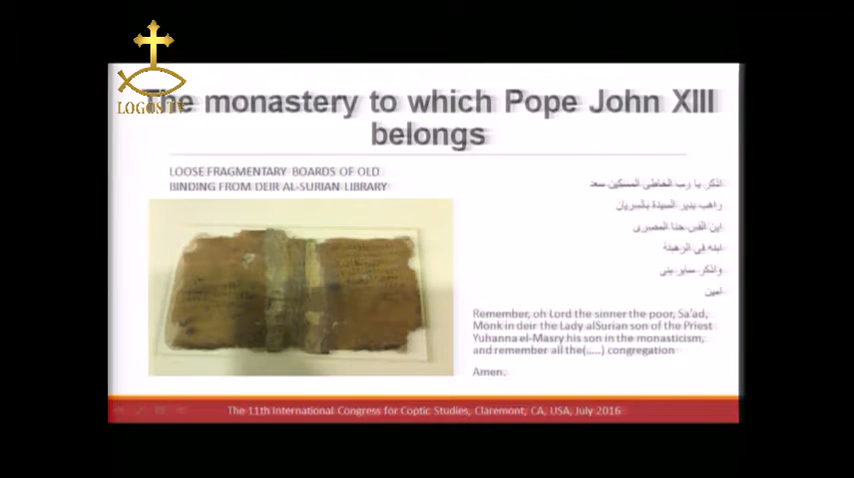 LOGOS TV
The monastery to which Pope John XIII
belongs
LOOSE FRAGMENTARY BOARDS OF OLD
BINDING FROM DEIR AL-SURIAN LIBRARY
اذكر يا رب الخاطى المسكين سعد
راهب بدير السيدة بالسريان
ابن القس حنا المصرى
ابنه فى الرهبنة
واذكر ساير بنى
امين
Remember, oh Lord the sinner the poor, Sa'ad,
Monk in deir the Lady alSurian son of the Priest
Yuhanna el-Masry his son in the monasticism,
and remember all the(.....) congregation
Amen.
The 11th International Congress for Coptic Studies, Claremont, CA, USA, July 2016